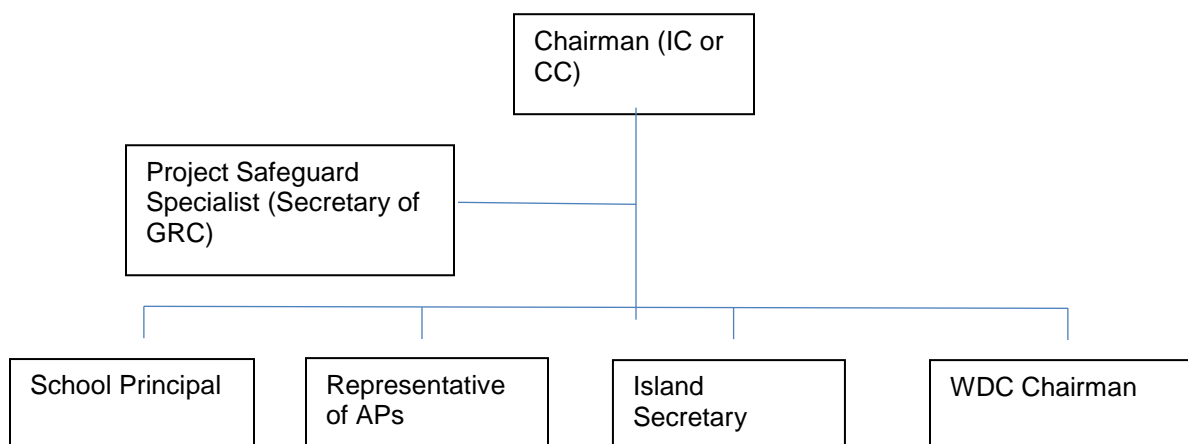 Chairman (IC or
CC)
Project Safeguard
Specialist (Secretary of
GRC)
School Principal
Representative
of APs
Island
Secretary
WDC Chairman